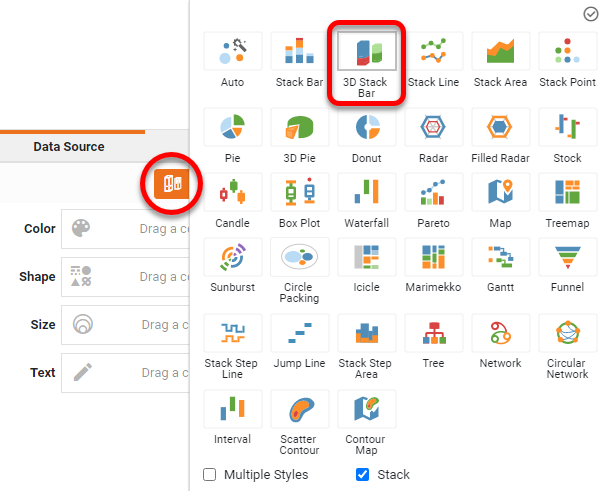 Auto
Stack Bar
3D Stack
Bar
Stack Line
Stack Area
Stack Point
Data Source
Pie
3D Pie
Donut
Radar
Filled Radar
Stock
Color
Drag a c
Candle
Box Plot
Waterfall
Pareto
Map
Treemap
Shape
Drag a c
Sunburst
Circle
Packing
Icicle
Marimekko
Gantt
Funnel
Size
Drag a c
Text
Drag a c
Stack Step
Line
Jump Line
Stack Step
Area
Tree
Network
Circular
Network
Interval
Scatter
Contour
Contour
Map
Multiple Styles
Stack